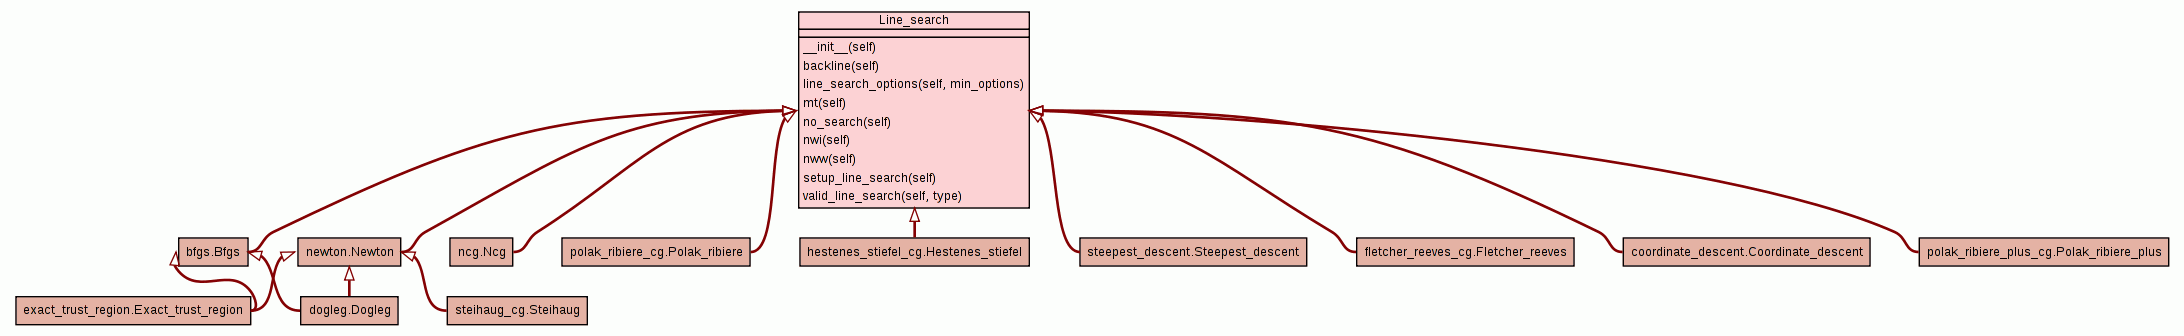 Line_search
__init__(self)
backline(self)
line_search_options(self, min_options)
mt(self)
no_search(self)
nwi(self)
nww(self)
setup_line_search(self)
valid_line_search(self, type)
bfgs.Bfgs
newton.Newton
ncg.Ncg
polak_ribiere_cg.Polak_ribiere
hestenes_stiefel_cg.Hestenes_stiefel
steepest_descent.Steepest_descent
fletcher_reeves_cg.Fletcher_reeves
coordinate_descent.Coordinate_descent
polak_ribiere_plus_cg.Polak_ribiere_plus
exact_trust_region.Exact_trust_region
dogleg.Dogleg
steihaug_cg.Steihaug